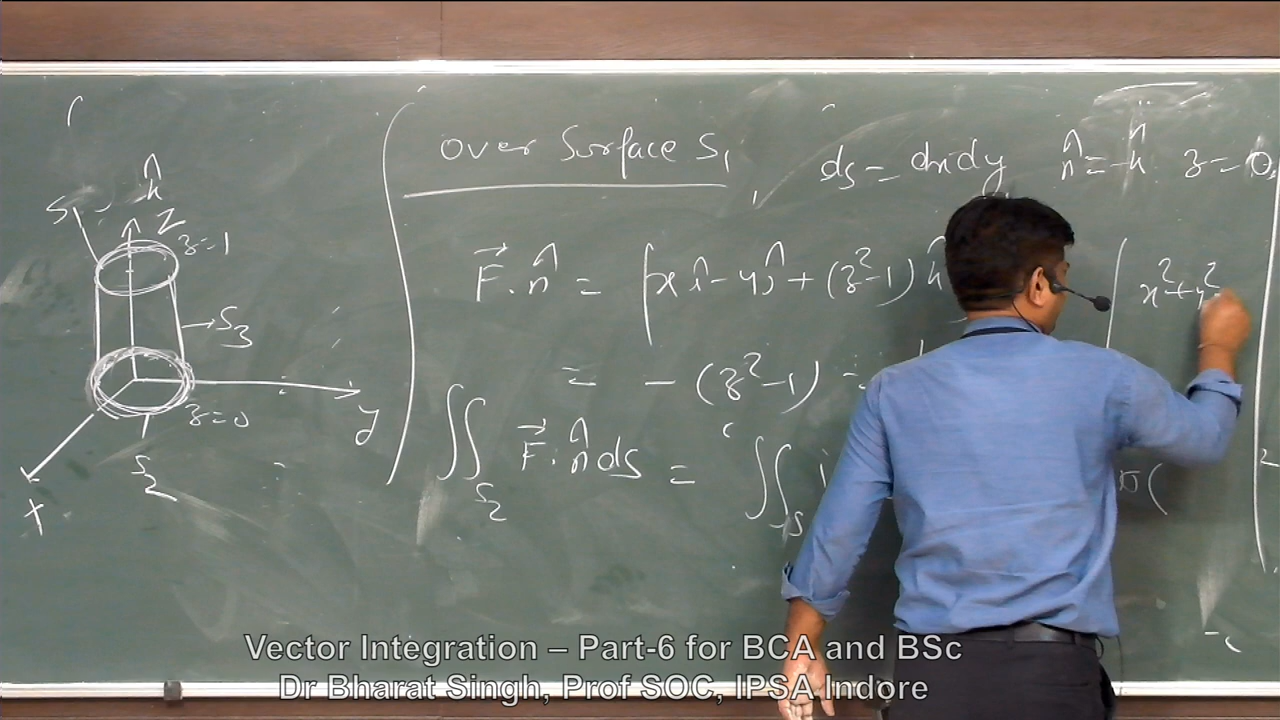 k̂
S₁
Z
z=1
S₃
z=0
y
S₂
x
over Surface S₁, ds = dxdy n̂ = -k̂ z = 0,
F⃗.n̂ = (x î - y ĵ + (z²-1) k̂
x²+y²
= - (z²-1) =
∬ F⃗.n̂ ds = ∬
S₂ S
π(
2
Vector Integration – Part-6 for BCA and BSc
Dr Bharat Singh, Prof SOC, IPSA Indore